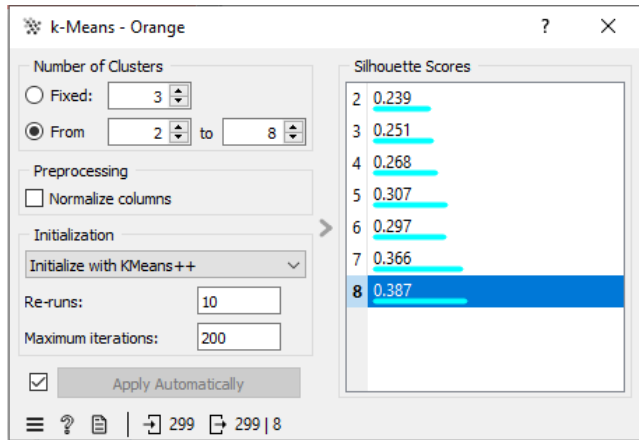 k-Means - Orange
?
Number of Clusters
Fixed: 3
From 2 to 8
Preprocessing
Normalize columns
Initialization
Initialize with KMeans++
Re-runs: 10
Maximum iterations: 200
Apply Automatically
? 299 299 | 8
Silhouette Scores
2 0.239
3 0.251
4 0.268
5 0.307
6 0.297
7 0.366
8 0.387